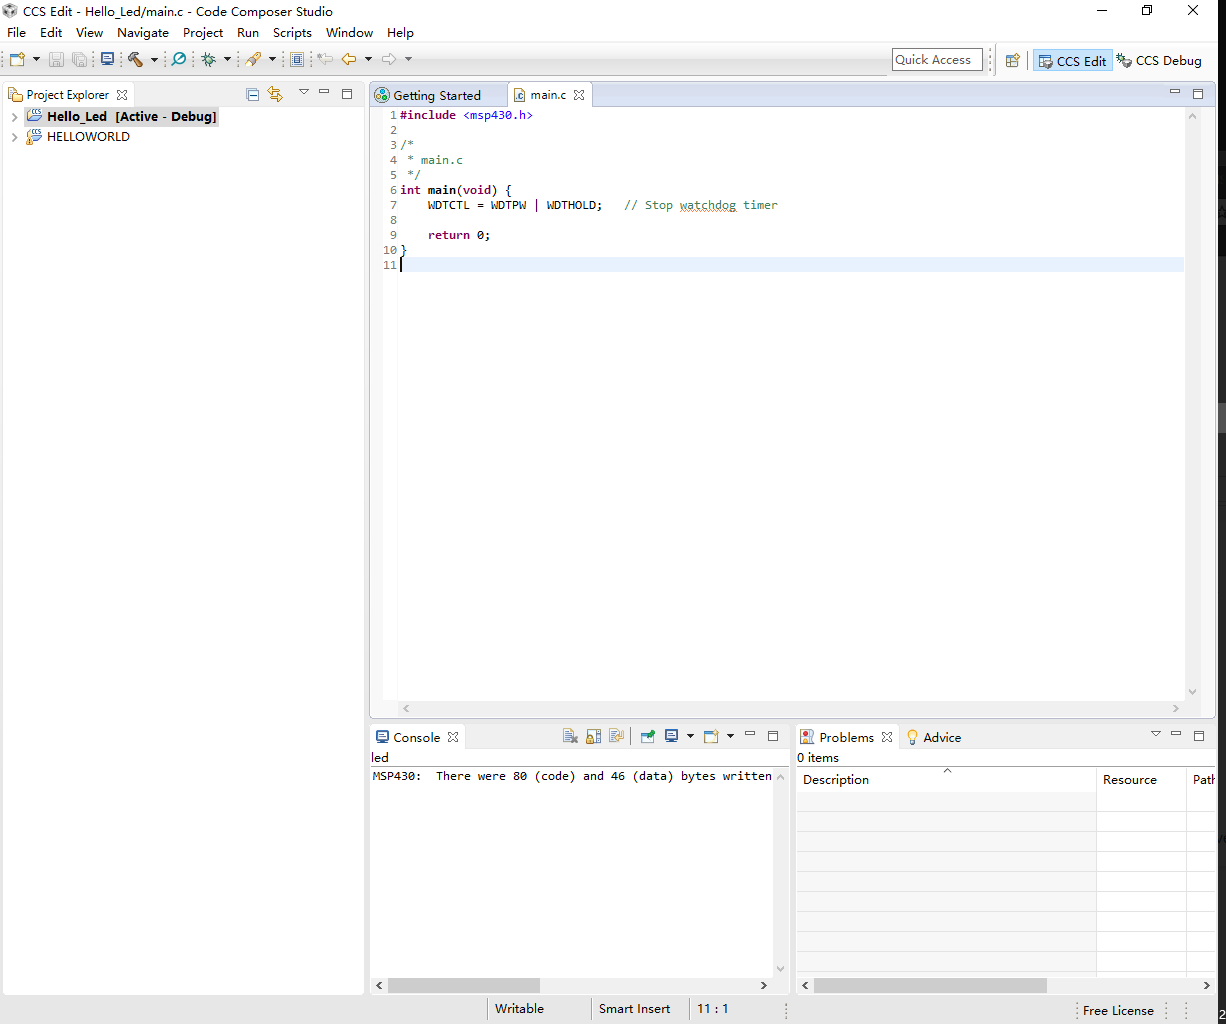 CCS Edit - Hello_Led/main.c - Code Composer Studio
File Edit View Navigate Project Run Scripts Window Help
Quick Access
CCS Edit
CCS Debug
Project Explorer
Hello_Led [Active - Debug]
HELLOWORLD
Getting Started
main.c
1 #include <msp430.h>
2
3 /*
4 * main.c
5 */
6 int main(void) {
7 WDTCTL = WDTPW | WDTHOLD; // Stop watchdog timer
8
9 return 0;
10 }
11
Console
led
MSP430: There were 80 (code) and 46 (data) bytes written
Problems
Advice
0 items
Description Resource Path
Writable Smart Insert 11 : 1 Free License